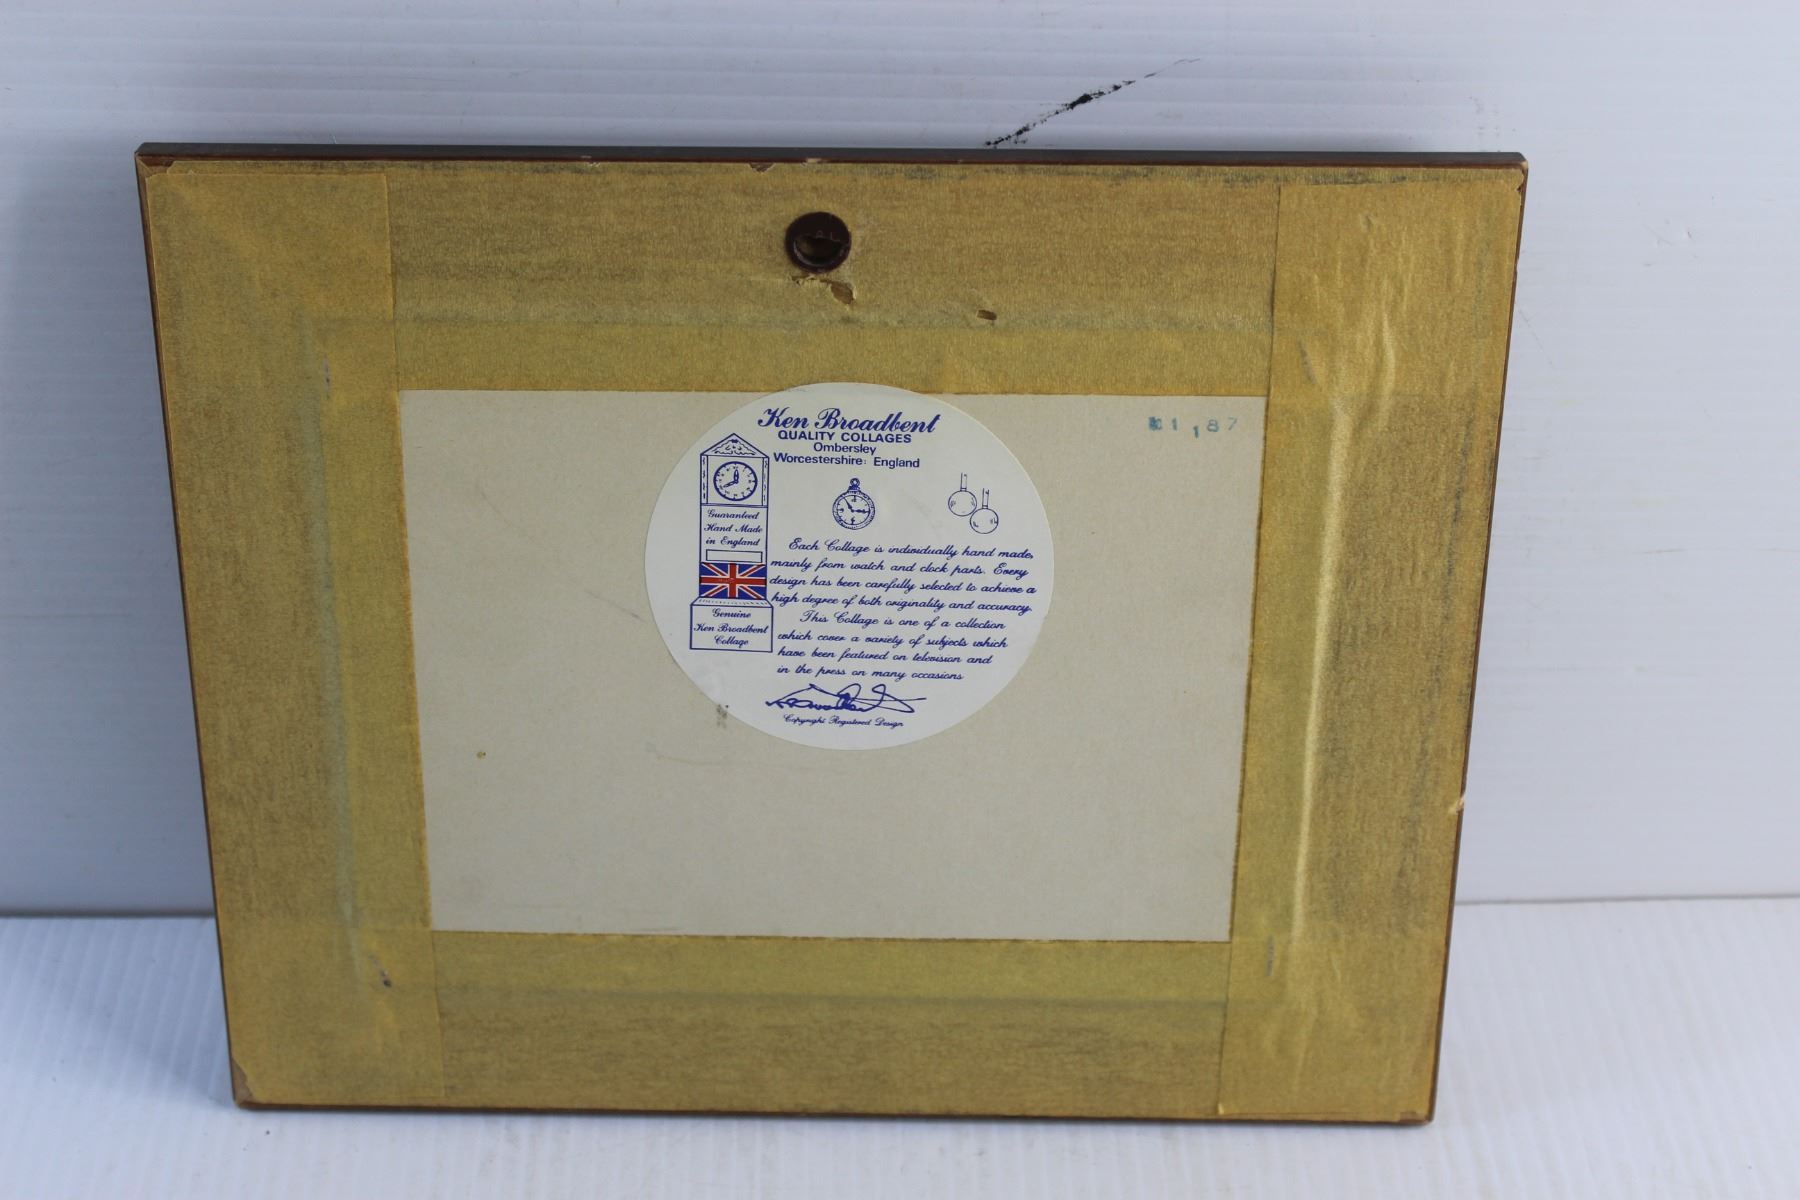 Ken Broadbent
QUALITY COLLAGES
Ombersley
Worcestershire: England
1,87
Guaranteed
Hand Made
in England
Genuine
Ken Broadbent
Collage
Each Collage is individually hand made,
mainly from watch and clock parts. Every
design has been carefully selected to achieve a
high degree of both originality and accuracy.
This Collage is one of a collection
which cover a variety of subjects which
have been featured on television and
in the press on many occasions
Copyright Registered Design